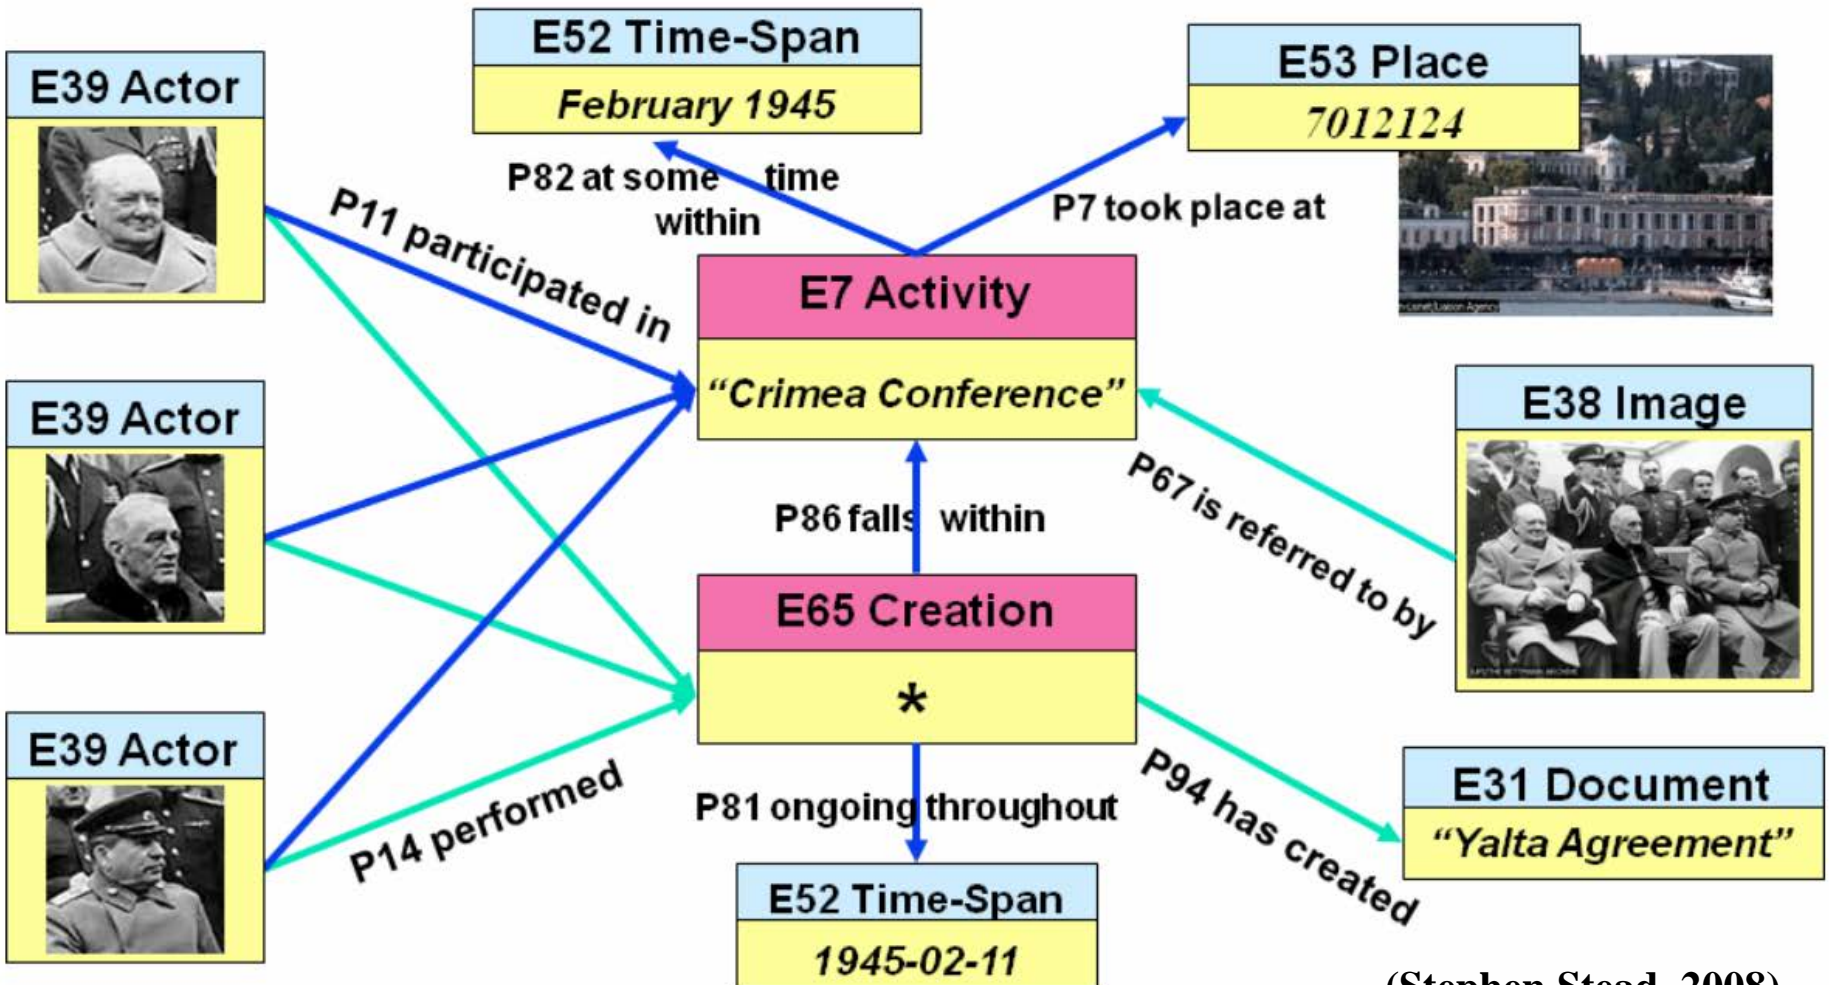 E52 Time-Span
February 1945
E53 Place
7012124
E39 Actor
P82 at some time
within
P7 took place at
P11 participated in
E7 Activity
“Crimea Conference”
E39 Actor
E38 Image
P86 falls within
P67 is referred to by
E65 Creation
*
E39 Actor
P14 performed
P81 ongoing throughout
P94 has created
E31 Document
“Yalta Agreement”
E52 Time-Span
1945-02-11
(Stephen Stead, 2008)